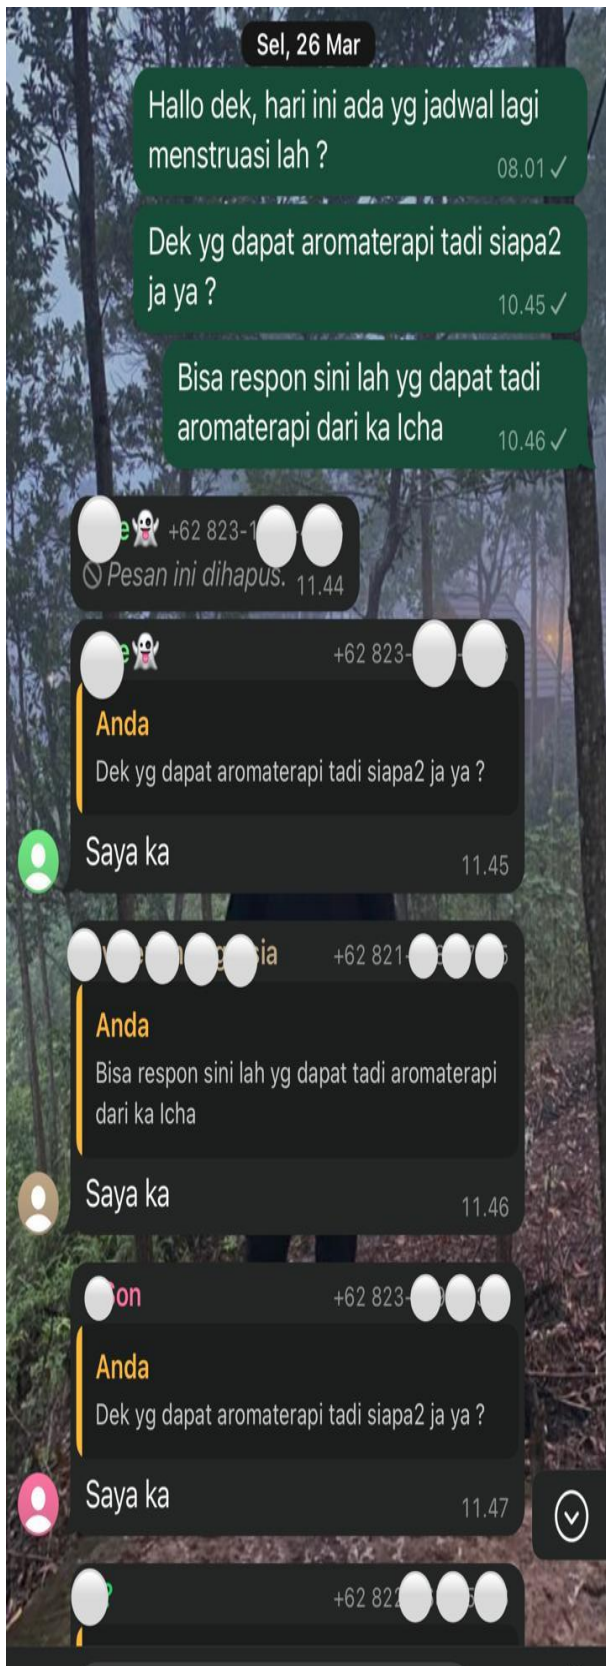 Sel, 26 Mar
Hallo dek, hari ini ada yg jadwal lagi
menstruasi lah ?
08.01
Dek yg dapat aromaterapi tadi siapa2
ja ya ?
10.45
Bisa respon sini lah yg dapat tadi
aromaterapi dari ka Icha
10.46
+62 823-1
Pesan ini dihapus.
11.44
+62 823-
Anda
Dek yg dapat aromaterapi tadi siapa2 ja ya ?
Saya ka
11.45
+62 821-
Anda
Bisa respon sini lah yg dapat tadi aromaterapi
dari ka Icha
Saya ka
11.46
+62 823-
Anda
Dek yg dapat aromaterapi tadi siapa2 ja ya ?
Saya ka
11.47
+62 822